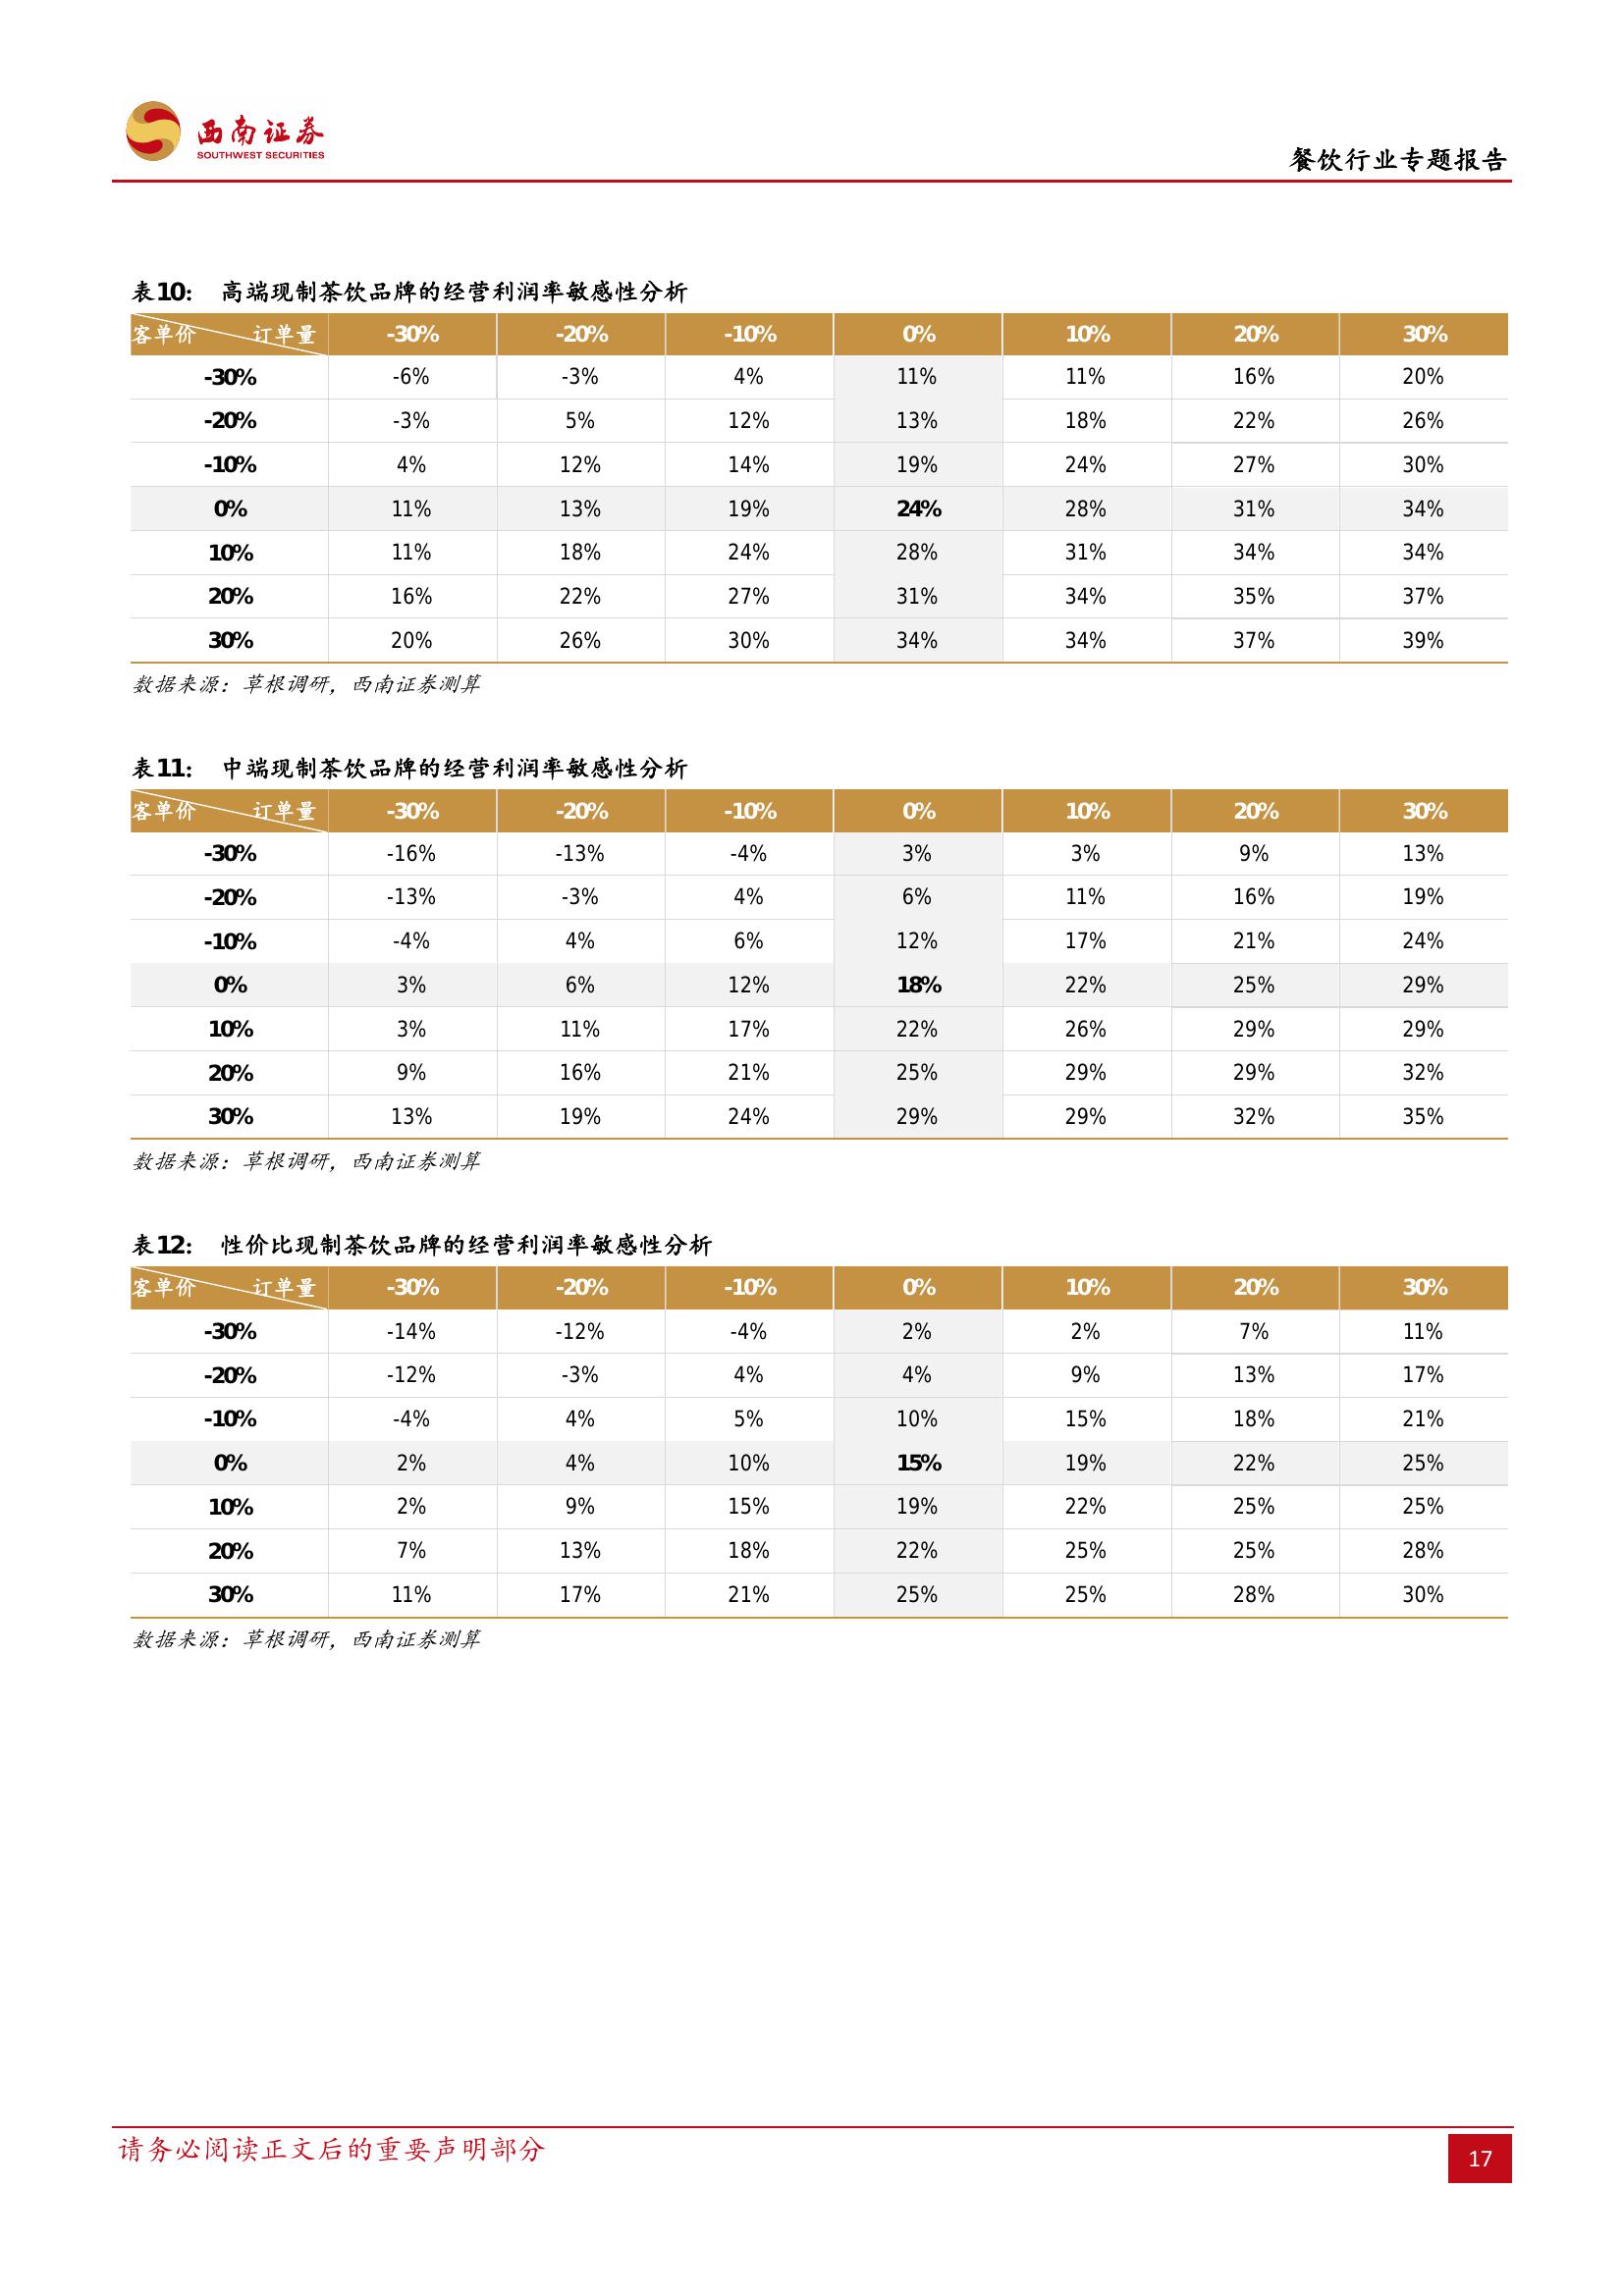 西南证券
SOUTHWEST SECURITIES
餐饮行业专题报告
表10： 高端现制茶饮品牌的经营利润率敏感性分析
客单价 订单量 -30% -20% -10% 0% 10% 20% 30%
-30% -6% -3% 4% 11% 11% 16% 20%
-20% -3% 5% 12% 13% 18% 22% 26%
-10% 4% 12% 14% 19% 24% 27% 30%
0% 11% 13% 19% 24% 28% 31% 34%
10% 11% 18% 24% 28% 31% 34% 34%
20% 16% 22% 27% 31% 34% 35% 37%
30% 20% 26% 30% 34% 34% 37% 39%
数据来源：草根调研，西南证券测算
表11： 中端现制茶饮品牌的经营利润率敏感性分析
客单价 订单量 -30% -20% -10% 0% 10% 20% 30%
-30% -16% -13% -4% 3% 3% 9% 13%
-20% -13% -3% 4% 6% 11% 16% 19%
-10% -4% 4% 6% 12% 17% 21% 24%
0% 3% 6% 12% 18% 22% 25% 29%
10% 3% 11% 17% 22% 26% 29% 29%
20% 9% 16% 21% 25% 29% 29% 32%
30% 13% 19% 24% 29% 29% 32% 35%
数据来源：草根调研，西南证券测算
表12： 性价比现制茶饮品牌的经营利润率敏感性分析
客单价 订单量 -30% -20% -10% 0% 10% 20% 30%
-30% -14% -12% -4% 2% 2% 7% 11%
-20% -12% -3% 4% 4% 9% 13% 17%
-10% -4% 4% 5% 10% 15% 18% 21%
0% 2% 4% 10% 15% 19% 22% 25%
10% 2% 9% 15% 19% 22% 25% 25%
20% 7% 13% 18% 22% 25% 25% 28%
30% 11% 17% 21% 25% 25% 28% 30%
数据来源：草根调研，西南证券测算
请务必阅读正文后的重要声明部分
17